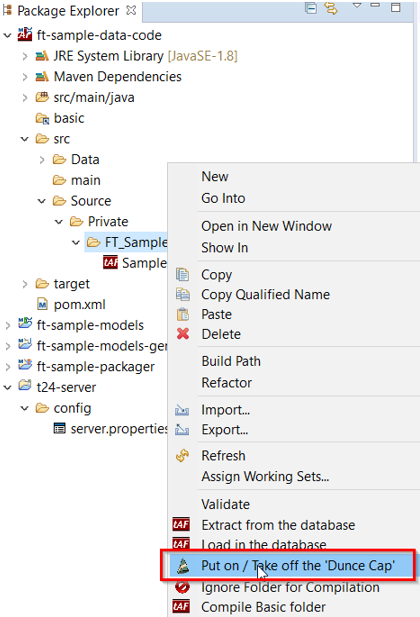 Package Explorer
ft-sample-data-code
JRE System Library [JavaSE-1.8]
Maven Dependencies
src/main/java
basic
src
Data
main
Source
Private
FT_Sample
Sample
target
pom.xml
ft-sample-models
ft-sample-models-ger
ft-sample-packager
t24-server
config
server.properties
New
Go Into
Open in New Window
Show In
Copy
Copy Qualified Name
Paste
Delete
Build Path
Refactor
Import...
Export...
Refresh
Assign Working Sets...
Validate
Extract from the database
Load in the database
Put on / Take off the 'Dunce Cap'
Ignore Folder for Compilation
Compile Basic folder